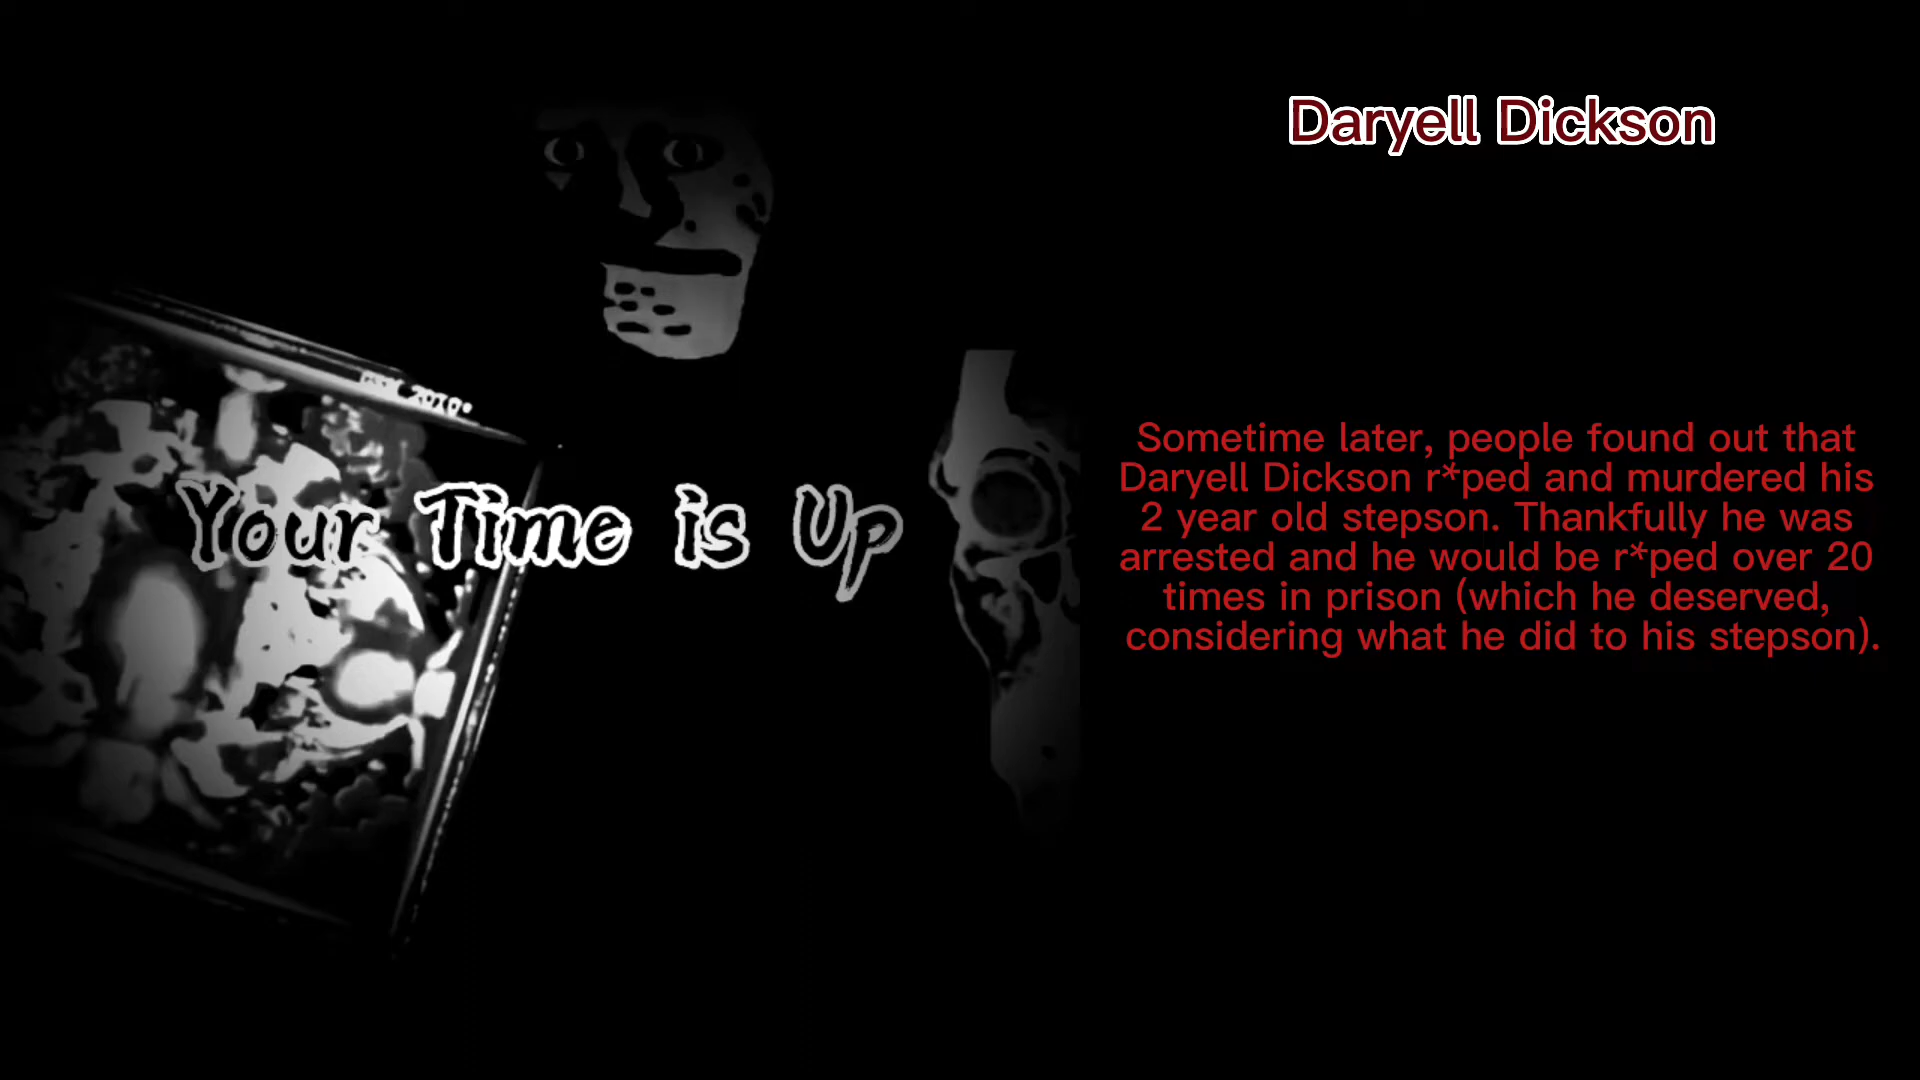 Daryell Dickson
2010
Your Time is Up
Sometime later, people found out that
Daryell Dickson r*ped and murdered his
2 year old stepson. Thankfully he was
arrested and he would be r*ped over 20
times in prison (which he deserved,
considering what he did to his stepson).